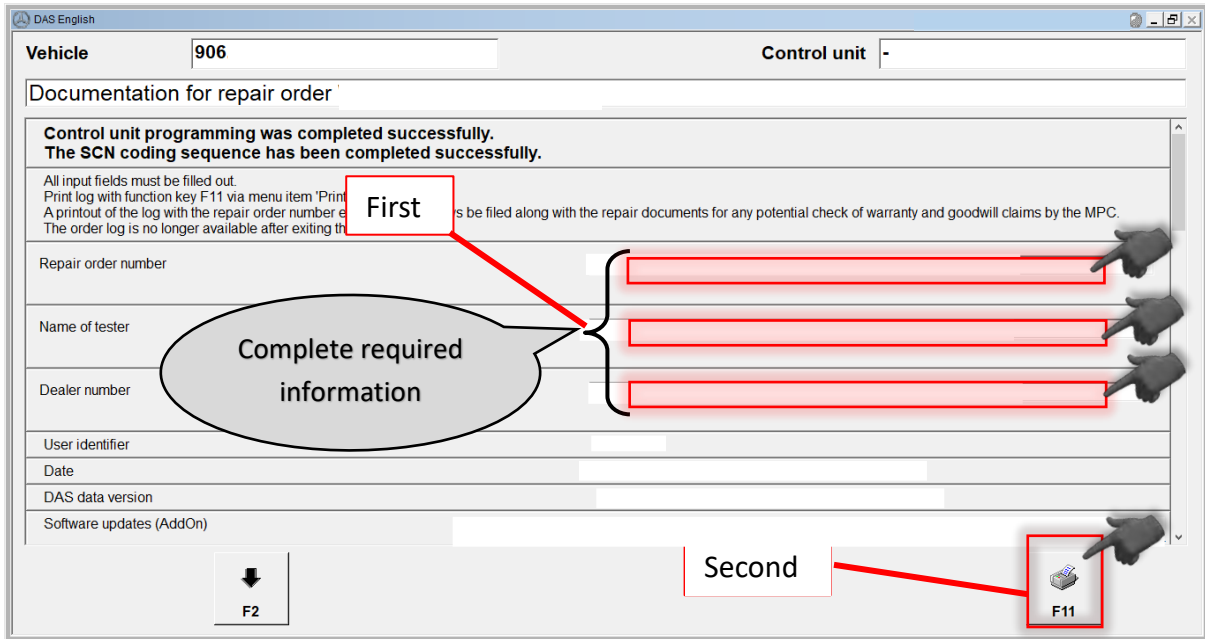 DAS English
Vehicle 906 Control unit -
Documentation for repair order
Control unit programming was completed successfully.
The SCN coding sequence has been completed successfully.
All input fields must be filled out.
Print log with function key F11 via menu item 'Print
A printout of the log with the repair order number e s be filed along with the repair documents for any potential check of warranty and goodwill claims by the MPC.
The order log is no longer available after exiting th
First
Repair order number
Name of tester
Complete required
information
Dealer number
User identifier
Date
DAS data version
Software updates (AddOn)
Second
F2
F11